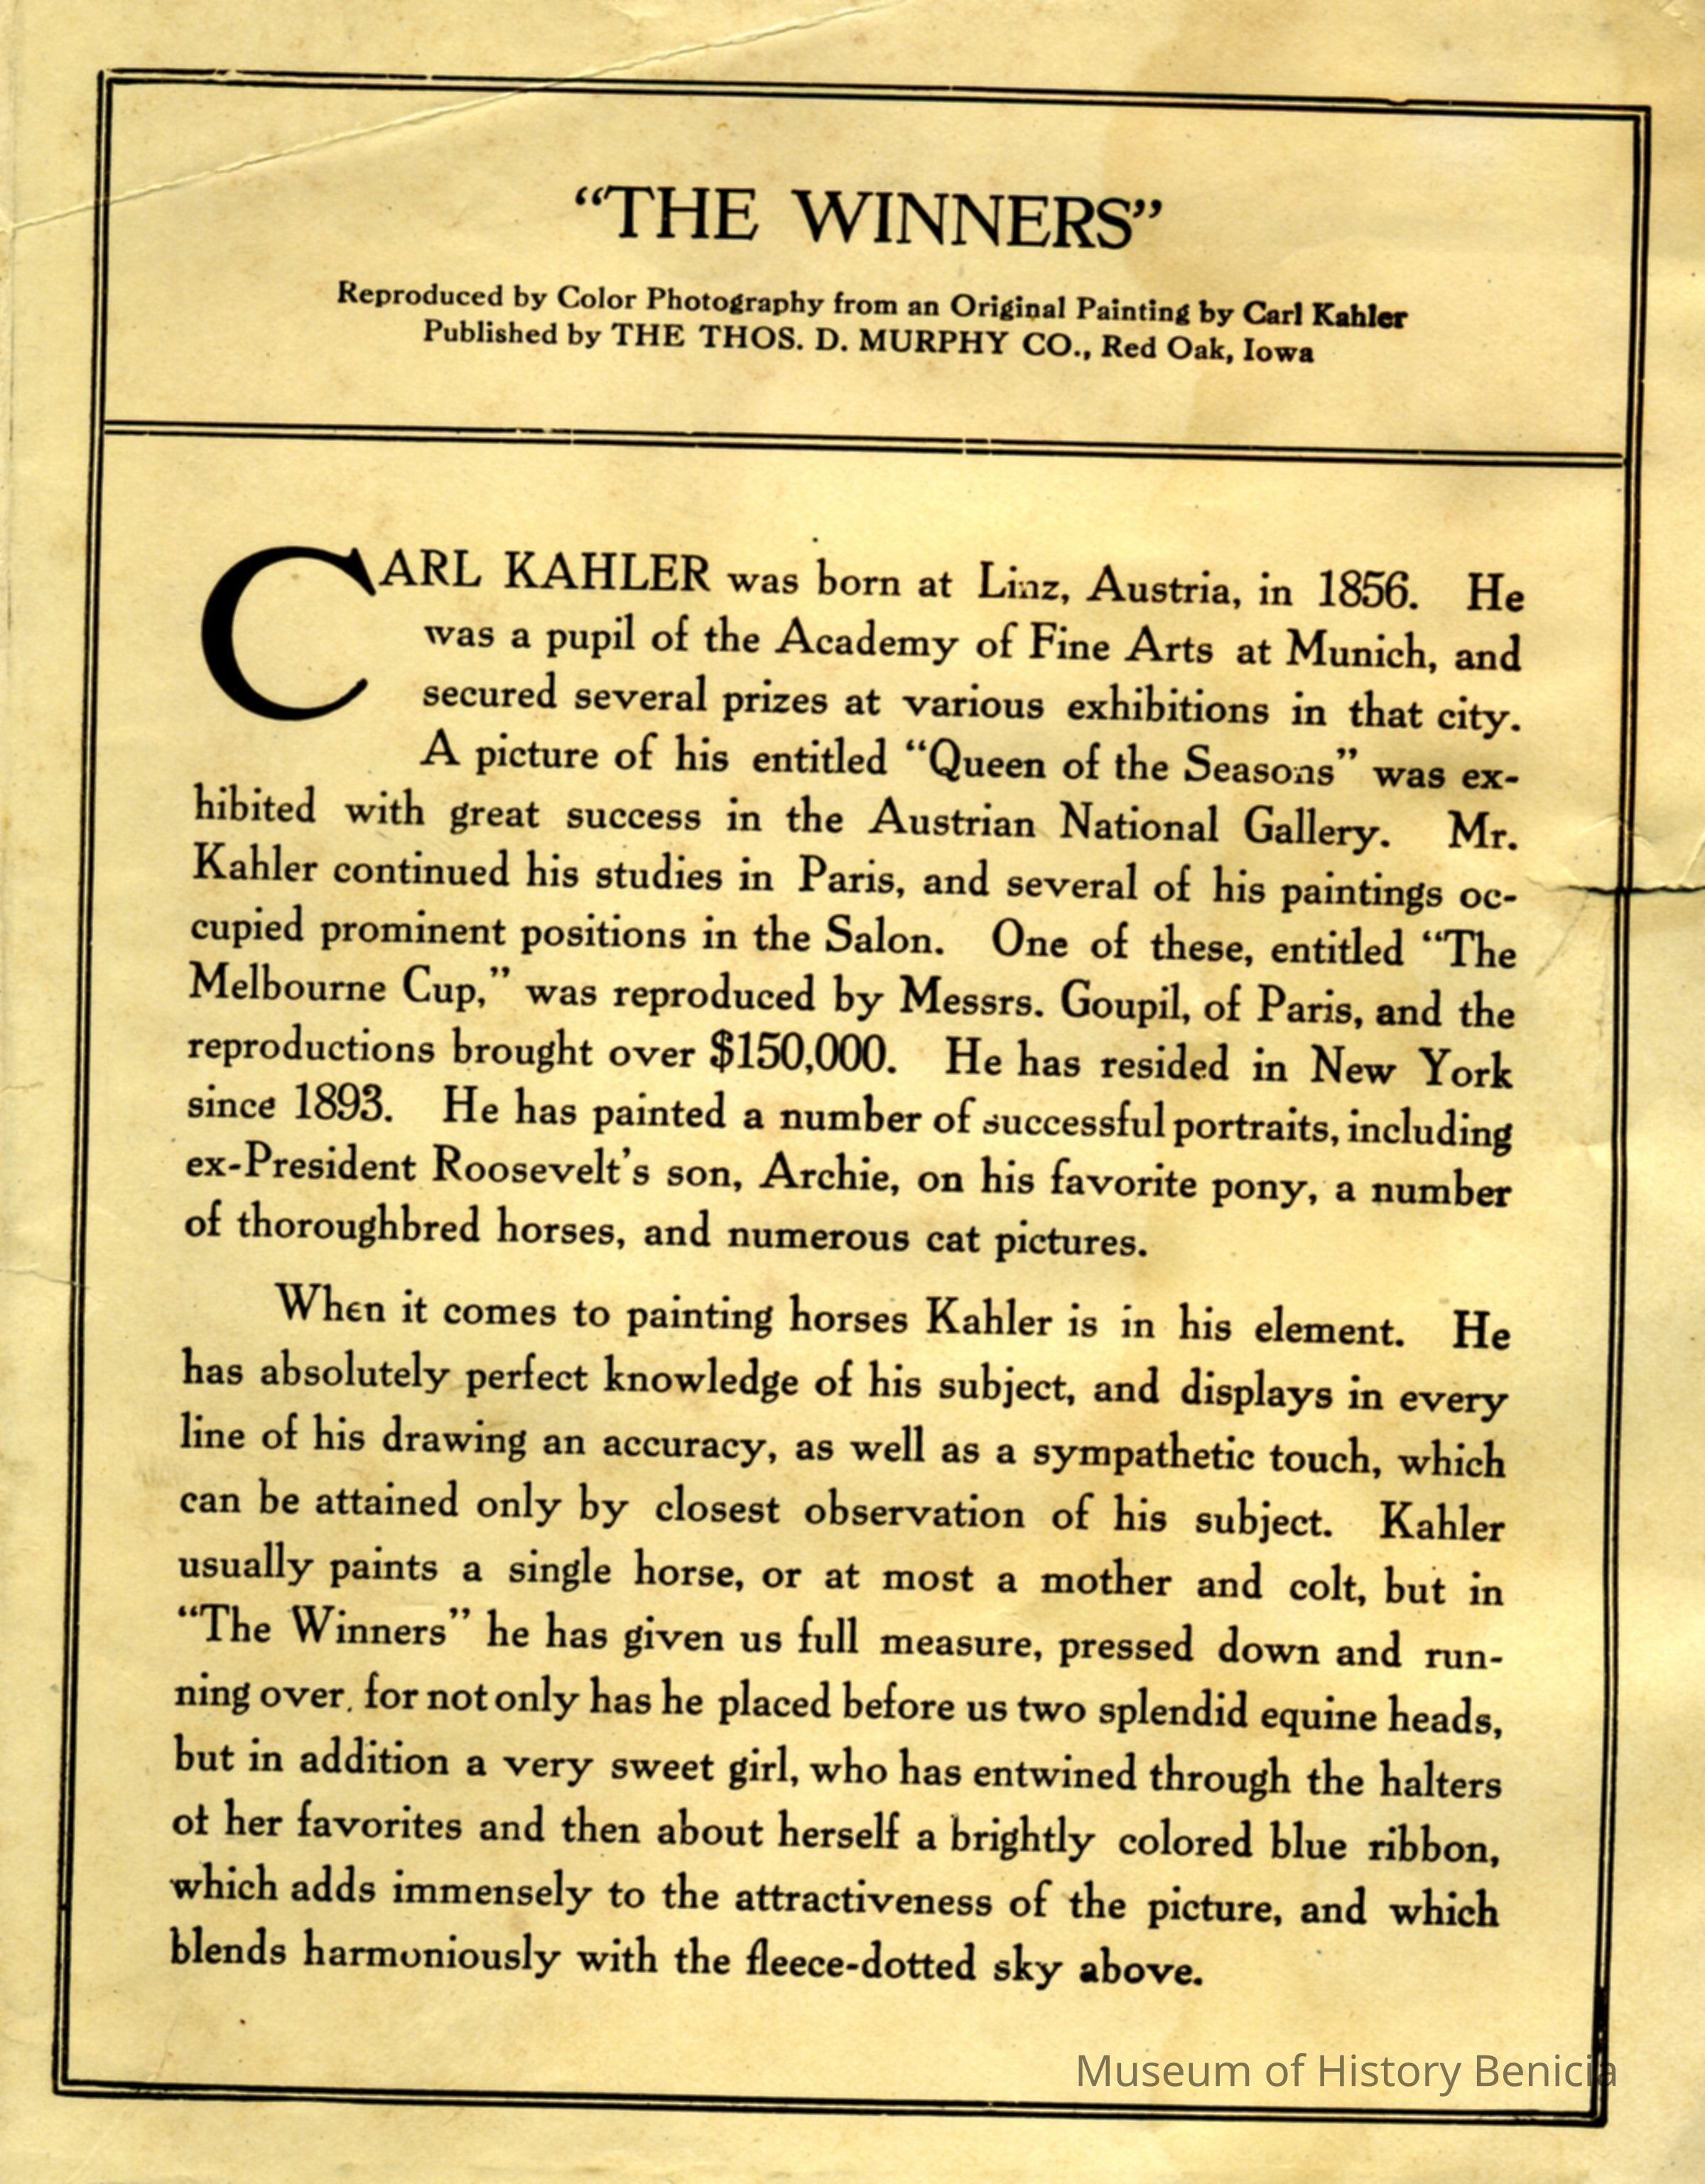 “THE WINNERS”
Reproduced by Color Photography from an Original Painting by Carl Kahler
Published by THE THOS. D. MURPHY CO., Red Oak, Iowa
CARL KAHLER was born at Linz, Austria, in 1856. He
was a pupil of the Academy of Fine Arts at Munich, and
secured several prizes at various exhibitions in that city.
A picture of his entitled “Queen of the Seasons” was ex-
hibited with great success in the Austrian National Gallery. Mr.
Kahler continued his studies in Paris, and several of his paintings oc-
cupied prominent positions in the Salon. One of these, entitled “The
Melbourne Cup,” was reproduced by Messrs. Goupil, of Paris, and the
reproductions brought over $150,000. He has resided in New York
since 1893. He has painted a number of successful portraits, including
ex-President Roosevelt's son, Archie, on his favorite pony, a number
of thoroughbred horses, and numerous cat pictures.
When it comes to painting horses Kahler is in his element. He
has absolutely perfect knowledge of his subject, and displays in every
line of his drawing an accuracy, as well as a sympathetic touch, which
can be attained only by closest observation of his subject. Kahler
usually paints a single horse, or at most a mother and colt, but in
“The Winners” he has given us full measure, pressed down and run-
ning over, for not only has he placed before us two splendid equine heads,
but in addition a very sweet girl, who has entwined through the halters
of her favorites and then about herself a brightly colored blue ribbon,
which adds immensely to the attractiveness of the picture, and which
blends harmoniously with the fleece-dotted sky above.
Museum of History Benicia